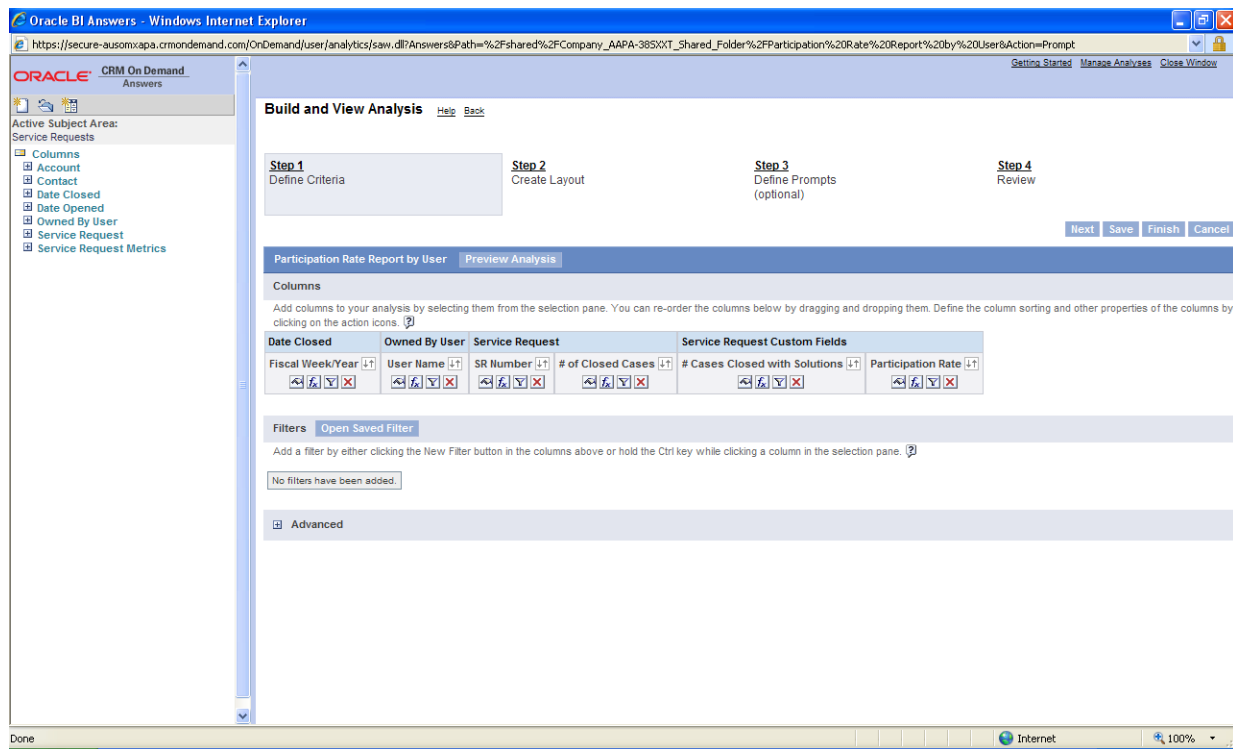 Oracle BI Answers - Windows Internet Explorer
https://secure-ausomxapa.crmondemand.com/OnDemand/user/analytics/saw.dll?Answers&Path=%2Fshared%2FCompany_AAPA-385XXT_Shared_Folder%2FParticipation%20Rate%20Report%20by%20User&Action=Prompt
Getting Started Manage Analyses Close Window
ORACLE CRM On Demand
Answers
Active Subject Area:
Service Requests
Columns
Account
Contact
Date Closed
Date Opened
Owned By User
Service Request
Service Request Metrics
Build and View Analysis Help Back
Step 1 Step 2 Step 3 Step 4
Define Criteria Create Layout Define Prompts Review
(optional)
Next Save Finish Cancel
Participation Rate Report by User Preview Analysis
Columns
Add columns to your analysis by selecting them from the selection pane. You can re-order the columns below by dragging and dropping them. Define the column sorting and other properties of the columns by
clicking on the action icons. ?
Date Closed Owned By User Service Request Service Request Custom Fields
Fiscal Week/Year User Name SR Number # of Closed Cases # Cases Closed with Solutions Participation Rate
fx fx fx fx fx fx
Filters Open Saved Filter
Add a filter by either clicking the New Filter button in the columns above or hold the Ctrl key while clicking a column in the selection pane. ?
No filters have been added.
Advanced
Done Internet 100%